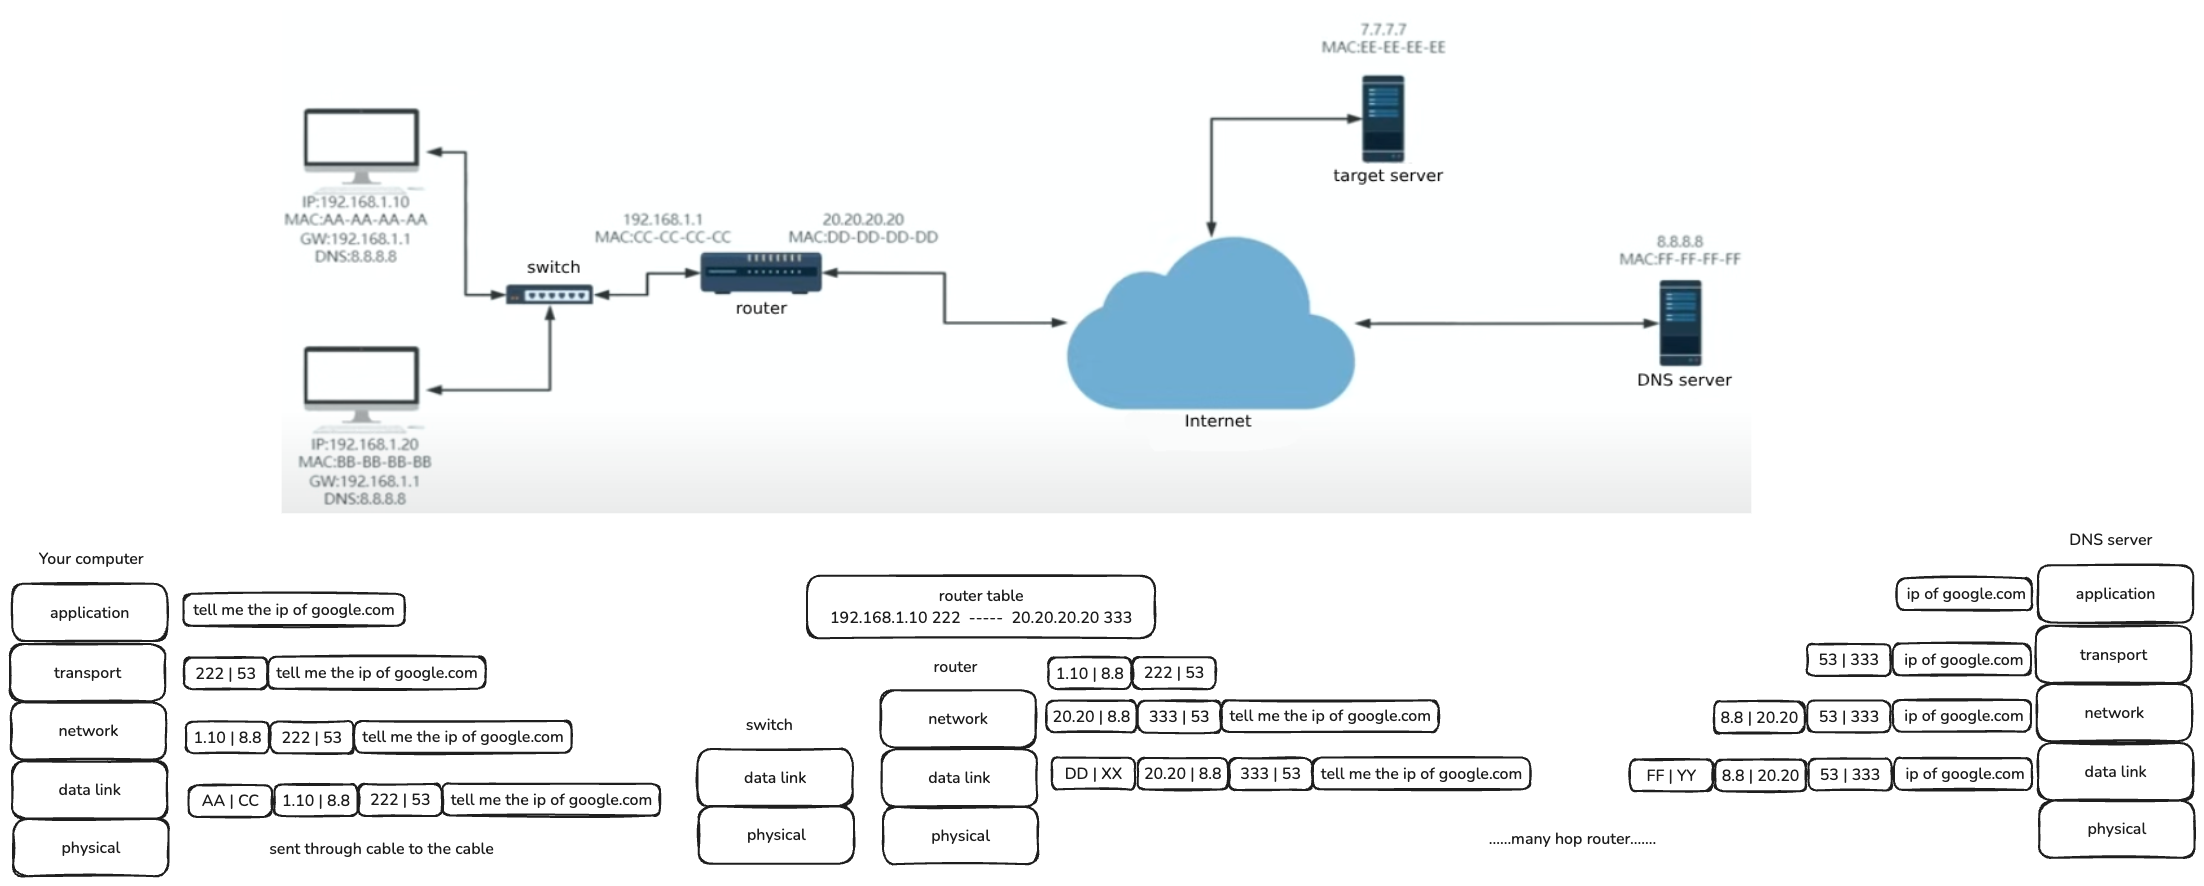 7.7.7.7
MAC:EE-EE-EE-EE
target server
IP:192.168.1.10
MAC:AA-AA-AA-AA
GW:192.168.1.1
DNS:8.8.8.8
switch
192.168.1.1
MAC:CC-CC-CC-CC
20.20.20.20
MAC:DD-DD-DD-DD
router
8.8.8.8
MAC:FF-FF-FF-FF
DNS server
Internet
IP:192.168.1.20
MAC:BB-BB-BB-BB
GW:192.168.1.1
DNS:8.8.8.8
Your computer
application
tell me the ip of google.com
transport
222 | 53
tell me the ip of google.com
network
1.10 | 8.8
222 | 53
tell me the ip of google.com
data link
AA | CC
1.10 | 8.8
222 | 53
tell me the ip of google.com
physical
sent through cable to the cable
switch
data link
physical
router table
192.168.1.10 222 ----- 20.20.20.20 333
router
1.10 | 8.8
222 | 53
network
20.20 | 8.8
333 | 53
tell me the ip of google.com
data link
DD | XX
20.20 | 8.8
333 | 53
tell me the ip of google.com
physical
......many hop router.......
DNS server
ip of google.com
application
53 | 333
ip of google.com
transport
8.8 | 20.20
53 | 333
ip of google.com
network
FF | YY
8.8 | 20.20
53 | 333
ip of google.com
data link
physical